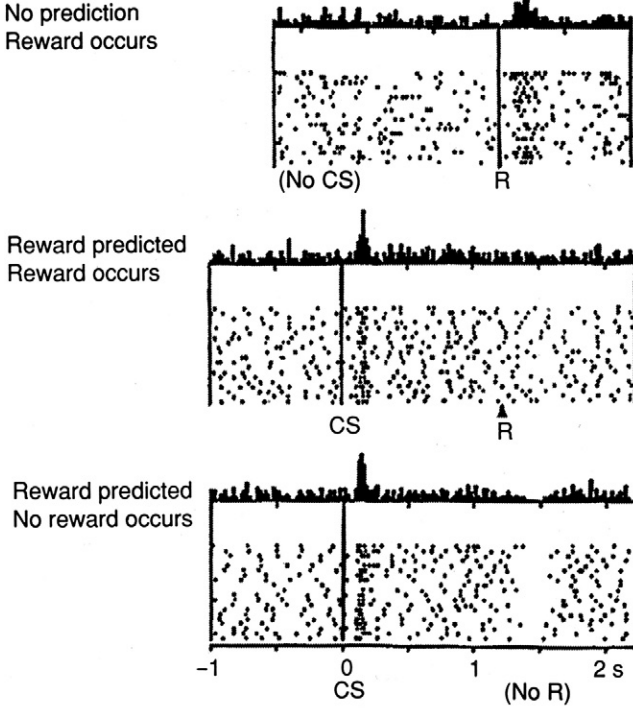 No prediction
Reward occurs
(No CS) R
Reward predicted
Reward occurs
CS R
Reward predicted
No reward occurs
-1 0 1 2 s
CS (No R)